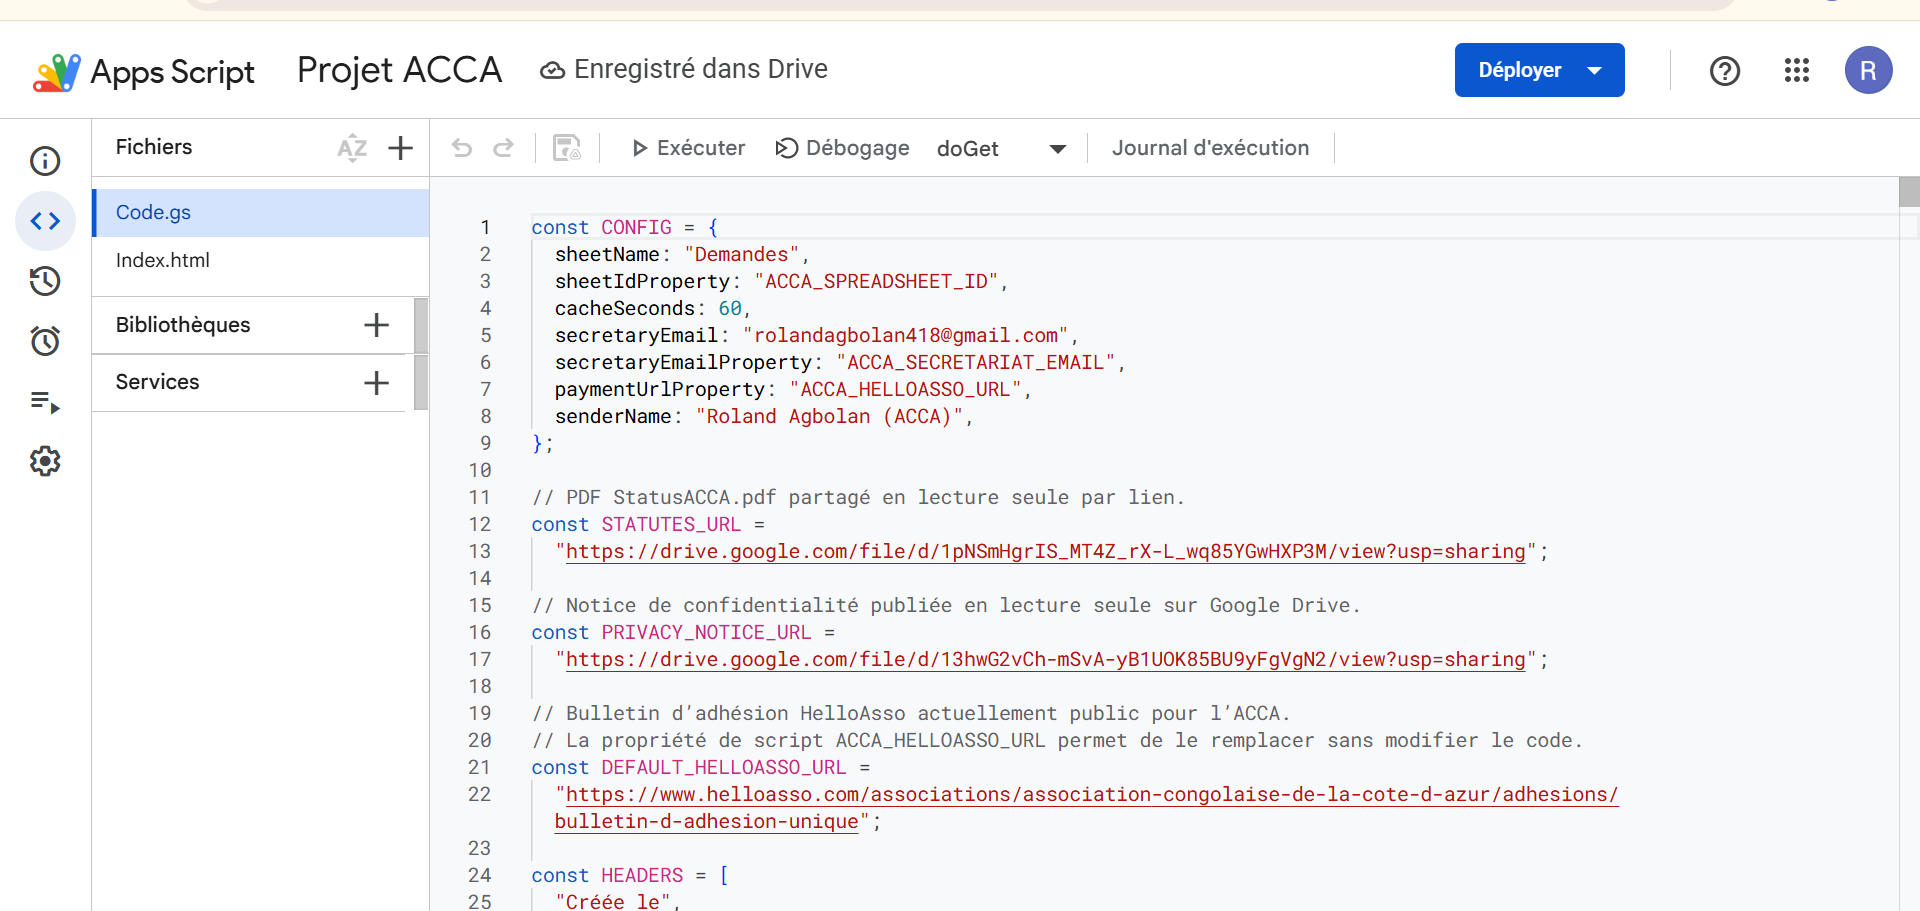 Apps Script
Projet ACCA
Enregistré dans Drive
Déployer
R
Fichiers
AZ
Exécuter
Débogage
doGet
Journal d'exécution
Code.gs
Index.html
Bibliothèques
Services
1 const CONFIG = {
2 sheetName: "Demandes",
3 sheetIdProperty: "ACCA_SPREADSHEET_ID",
4 cacheSeconds: 60,
5 secretaryEmail: "rolandagbolan418@gmail.com",
6 secretaryEmailProperty: "ACCA_SECRETARIAT_EMAIL",
7 paymentUrlProperty: "ACCA_HELLOASSO_URL",
8 senderName: "Roland Agbolan (ACCA)",
9 };
10
11 // PDF StatusACCA.pdf partagé en lecture seule par lien.
12 const STATUTES_URL =
13 "https://drive.google.com/file/d/1pNSmHgrIS_MT4Z_rX-L_wq85YGwHXP3M/view?usp=sharing";
14
15 // Notice de confidentialité publiée en lecture seule sur Google Drive.
16 const PRIVACY_NOTICE_URL =
17 "https://drive.google.com/file/d/13hwG2vCh-mSvA-yB1UOK85BU9yFgVgN2/view?usp=sharing";
18
19 // Bulletin d’adhésion HelloAsso actuellement public pour l’ACCA.
20 // La propriété de script ACCA_HELLOASSO_URL permet de le remplacer sans modifier le code.
21 const DEFAULT_HELLOASSO_URL =
22 "https://www.helloasso.com/associations/association-congolaise-de-la-cote-d-azur/adhesions/
bulletin-d-adhesion-unique";
23
24 const HEADERS = [
25 "Créée le",